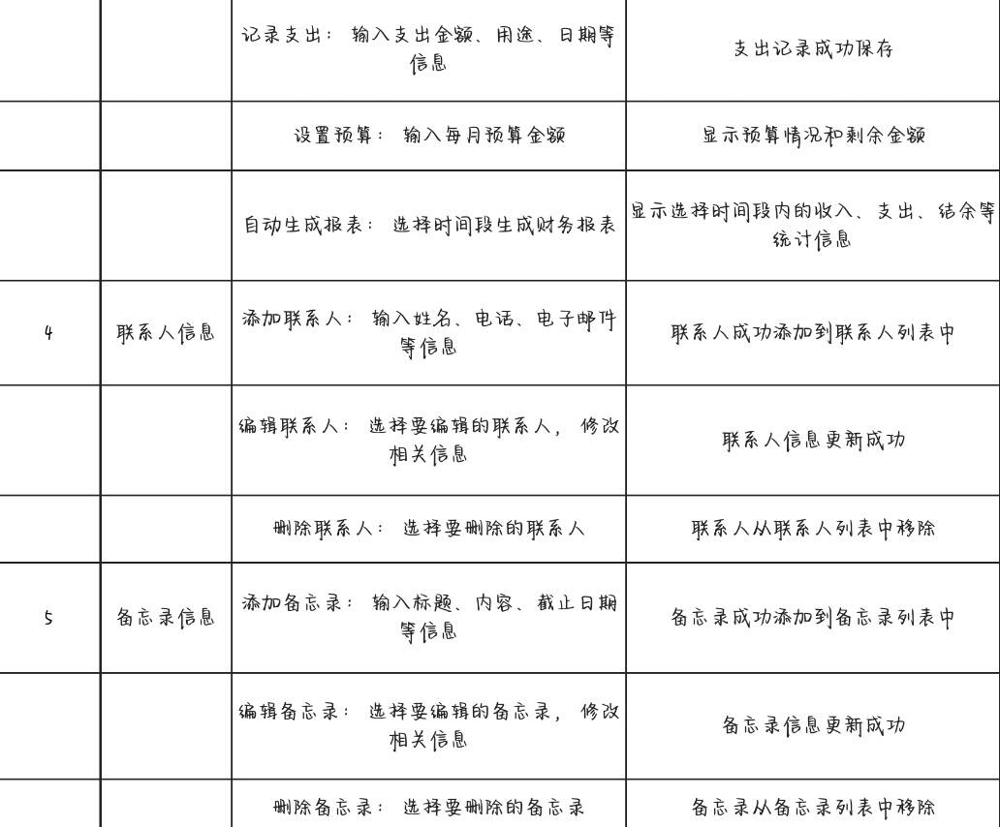 记录支出： 输入支出金额、用途、日期等
信息
支出记录成功保存
设置预算： 输入每月预算金额
显示预算情况和剩余金额
自动生成报表： 选择时间段生成财务报表
显示选择时间段内的收入、支出、结余等
统计信息
4
联系人信息
添加联系人： 输入姓名、电话、电子邮件
等信息
联系人成功添加到联系人列表中
编辑联系人： 选择要编辑的联系人， 修改
相关信息
联系人信息更新成功
删除联系人： 选择要删除的联系人
联系人从联系人列表中移除
5
备忘录信息
添加备忘录： 输入标题、内容、截止日期
等信息
备忘录成功添加到备忘录列表中
编辑备忘录： 选择要编辑的备忘录， 修改
相关信息
备忘录信息更新成功
删除备忘录： 选择要删除的备忘录
备忘录从备忘录列表中移除